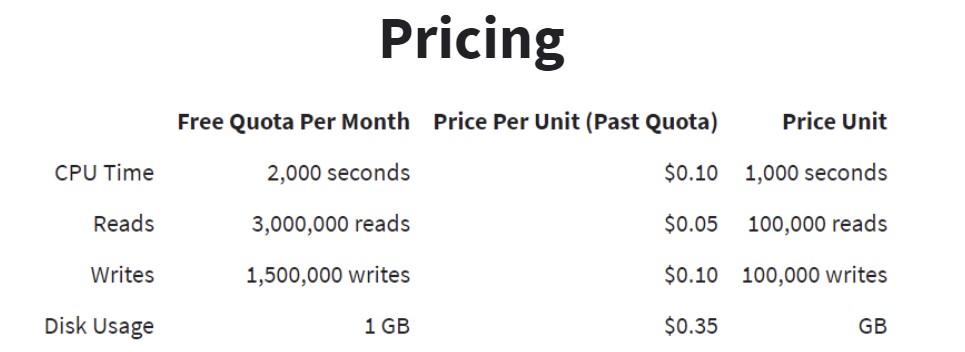 Pricing
Free Quota Per Month Price Per Unit (Past Quota) Price Unit
CPU Time 2,000 seconds $0.10 1,000 seconds
Reads 3,000,000 reads $0.05 100,000 reads
Writes 1,500,000 writes $0.10 100,000 writes
Disk Usage 1 GB $0.35 GB